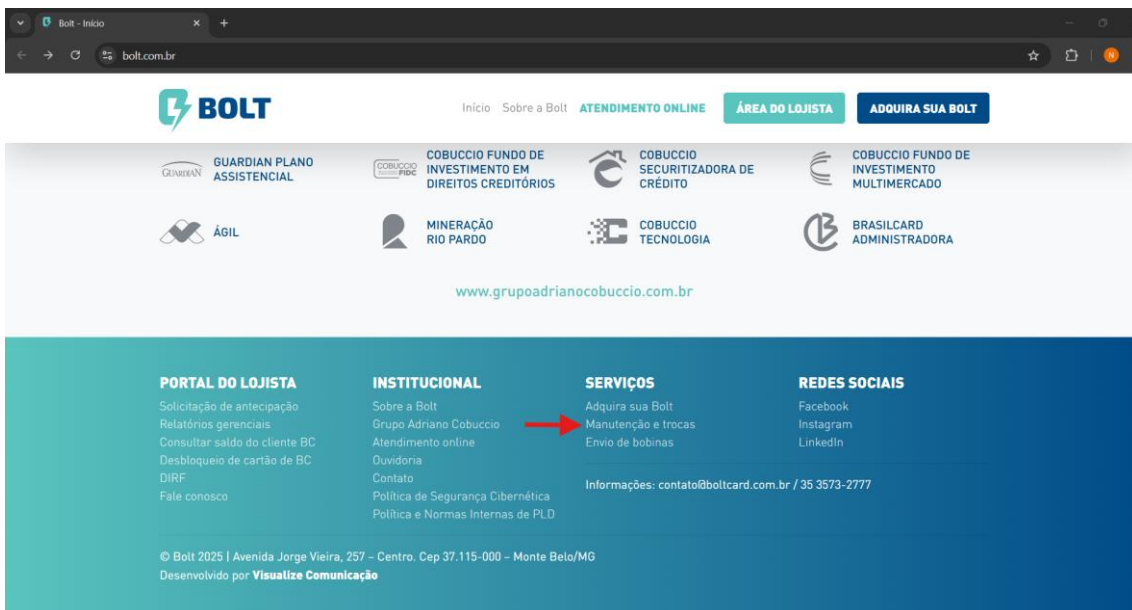 Bolt - Início
bolt.com.br
N
BOLT
Início Sobre a Bolt ATENDIMENTO ONLINE ÁREA DO LOJISTA ADQUIRA SUA BOLT
GUARDIAN
GUARDIAN PLANO
ASSISTENCIAL
COBUCCIO
FIDC
COBUCCIO FUNDO DE
INVESTIMENTO EM
DIREITOS CREDITÓRIOS
COBUCCIO
SECURITIZADORA DE
CRÉDITO
COBUCCIO FUNDO DE
INVESTIMENTO
MULTIMERCADO
ÁGIL
MINERAÇÃO
RIO PARDO
COBUCCIO
TECNOLOGIA
BRASILCARD
ADMINISTRADORA
www.grupoadrianocobuccio.com.br
PORTAL DO LOJISTA
Solicitação de antecipação
Relatórios gerenciais
Consultar saldo do cliente BC
Desbloqueio de cartão de BC
DIRF
Fale conosco
INSTITUCIONAL
Sobre a Bolt
Grupo Adriano Cobuccio
Atendimento online
Ouvidoria
Contato
Política de Segurança Cibernética
Política e Normas Internas de PLD
SERVIÇOS
Adquira sua Bolt
Manutenção e trocas
Envio de bobinas
REDES SOCIAIS
Facebook
Instagram
LinkedIn
Informações: contato@boltcard.com.br / 35 3573-2777
© Bolt 2025 | Avenida Jorge Vieira, 257 – Centro. Cep 37.115-000 – Monte Belo/MG
Desenvolvido por Visualize Comunicação